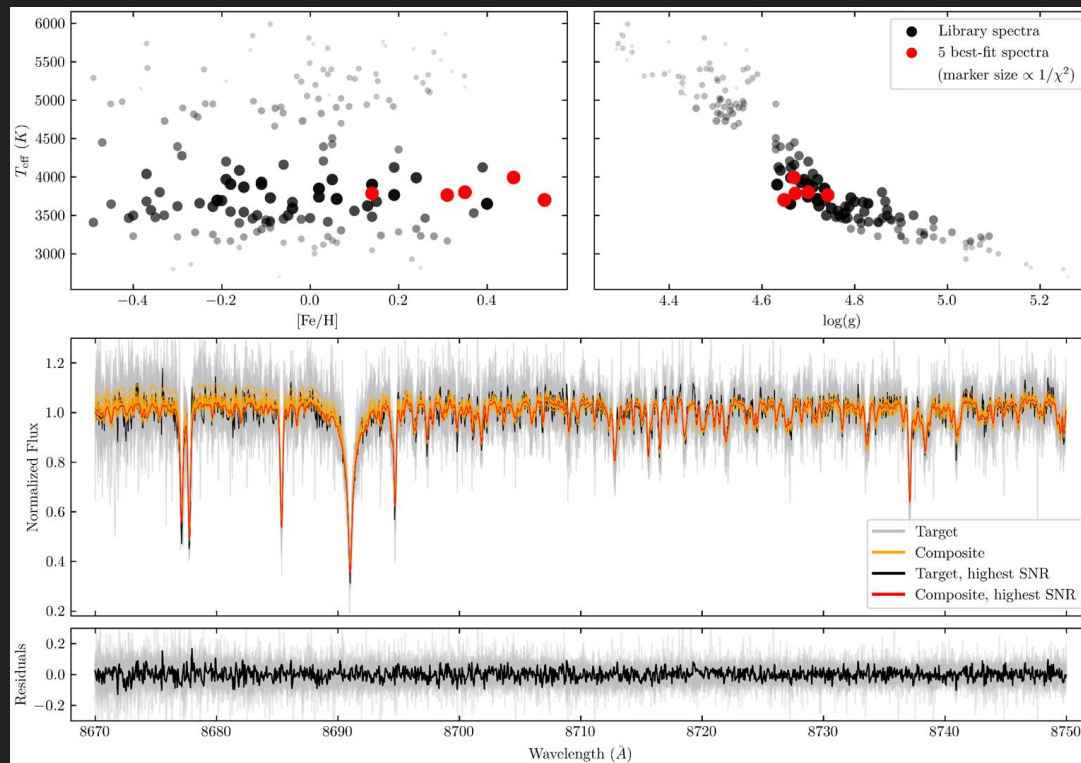 6000
5500
5000
4500
4000
3500
3000
T_eff (K)
−0.4 −0.2 0.0 0.2 0.4
[Fe/H]
Library spectra
5 best-fit spectra
(marker size ∝ 1/χ²)
4.4 4.6 4.8 5.0 5.2
log(g)
1.2
1.0
0.8
0.6
0.4
0.2
Normalized Flux
Target
Composite
Target, highest SNR
Composite, highest SNR
0.2
0.0
−0.2
Residuals
8670 8680 8690 8700 8710 8720 8730 8740 8750
Wavelength (Å)